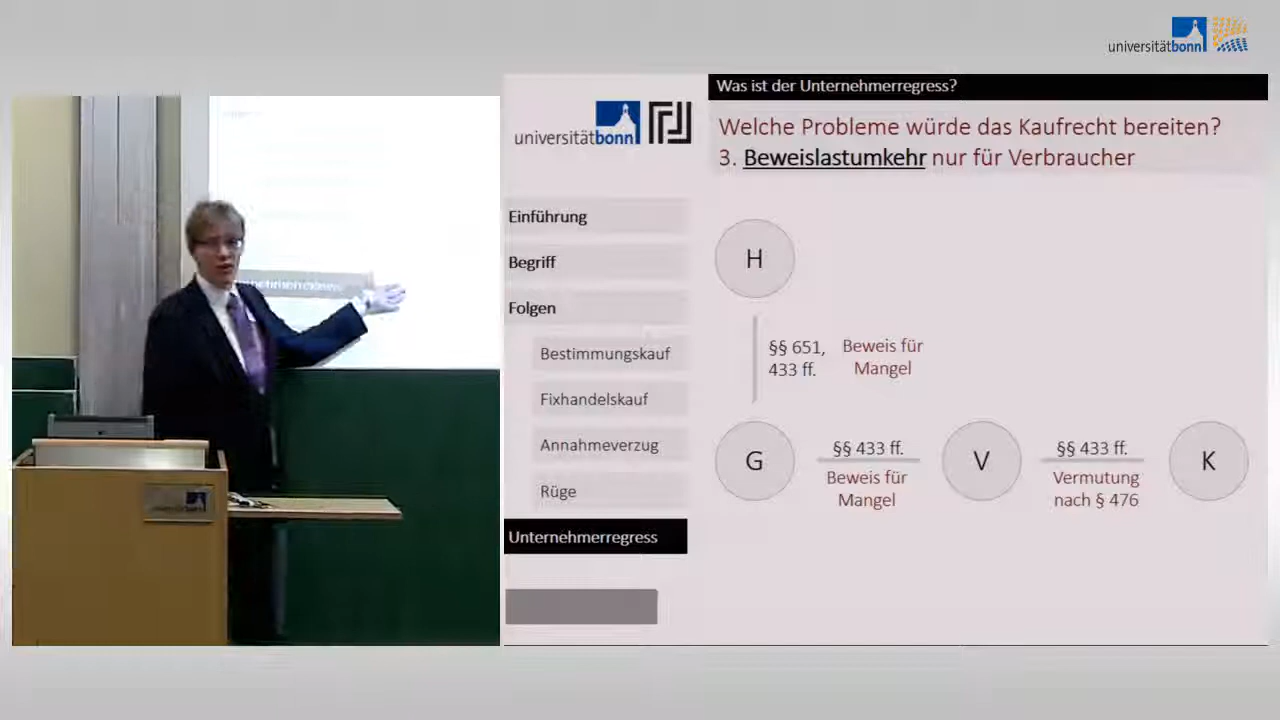 universitätbonn
Was ist der Unternehmerregress?
universitätbonn
Welche Probleme würde das Kaufrecht bereiten?
3. Beweislastumkehr nur für Verbraucher
Einführung
Begriff
Folgen
Bestimmungskauf
Fixhandelskauf
Annahmeverzug
Rüge
Unternehmerregress
H
§§ 651,
433 ff.
Beweis für
Mangel
G
§§ 433 ff.
Beweis für
Mangel
V
§§ 433 ff.
Vermutung
nach § 476
K